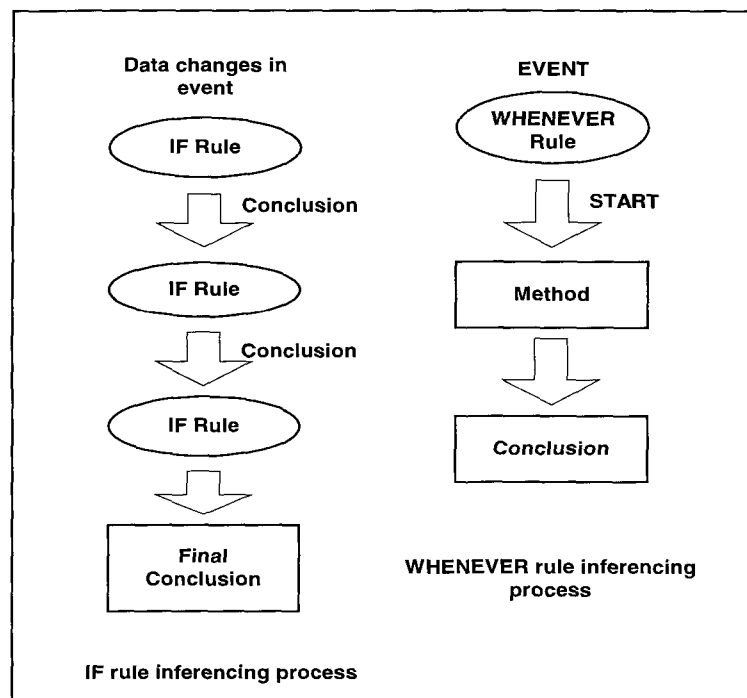 Data changes in
event
IF Rule
Conclusion
IF Rule
Conclusion
IF Rule
Final
Conclusion
IF rule inferencing process
EVENT
WHENEVER
Rule
START
Method
Conclusion
WHENEVER rule inferencing
process